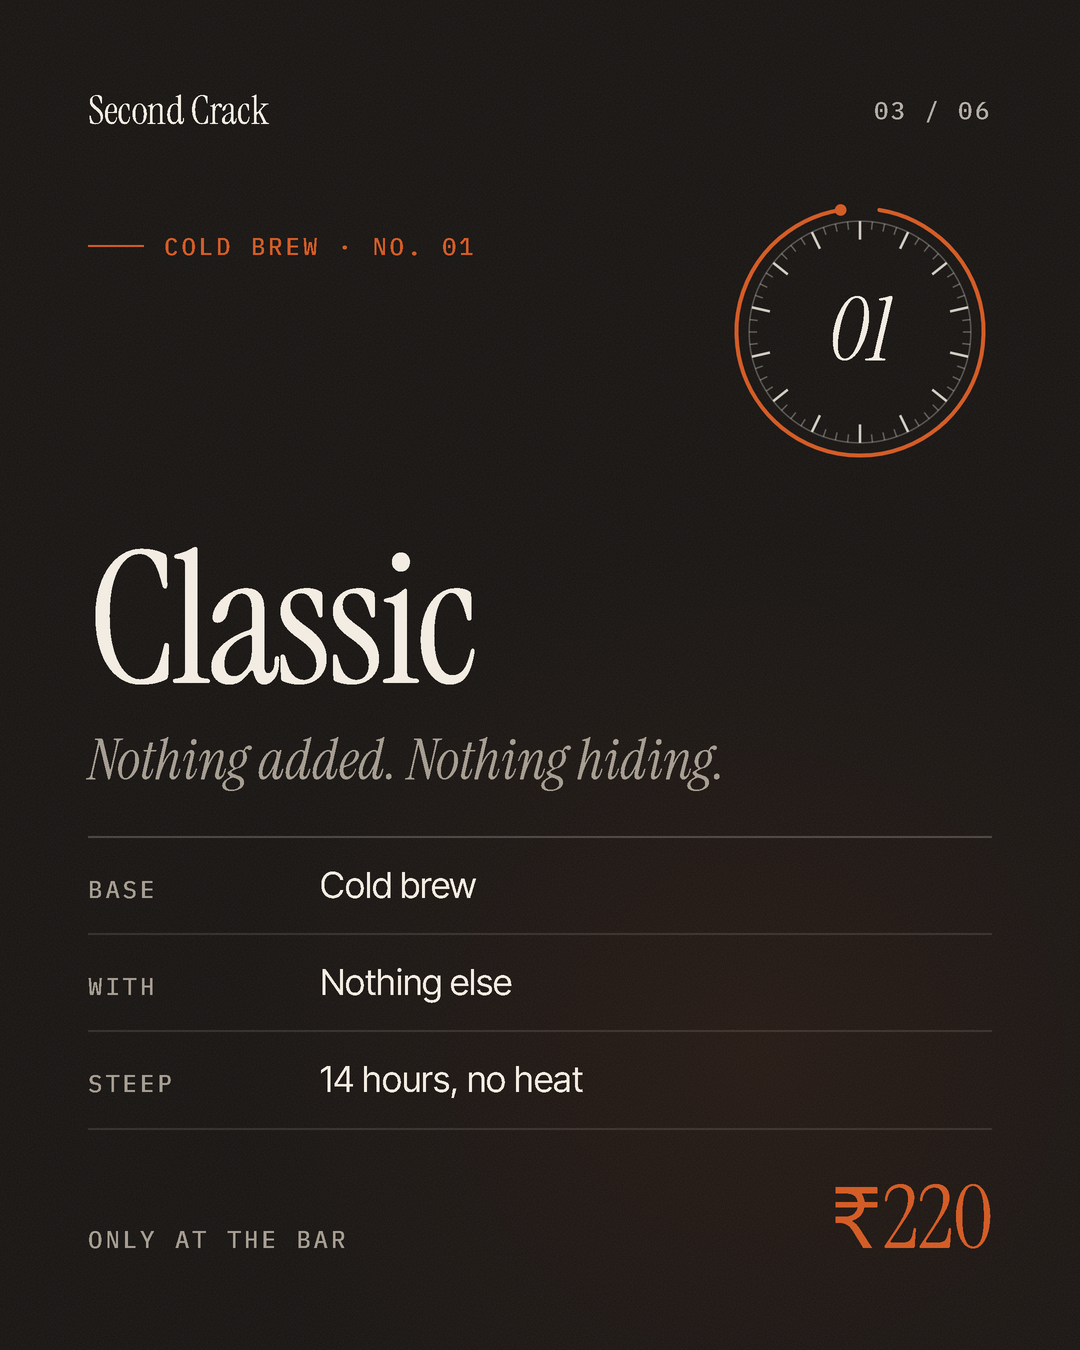 Second Crack
03 / 06
COLD BREW · NO. 01
01
Classic
Nothing added. Nothing hiding.
BASE Cold brew
WITH Nothing else
STEEP 14 hours, no heat
ONLY AT THE BAR
₹220